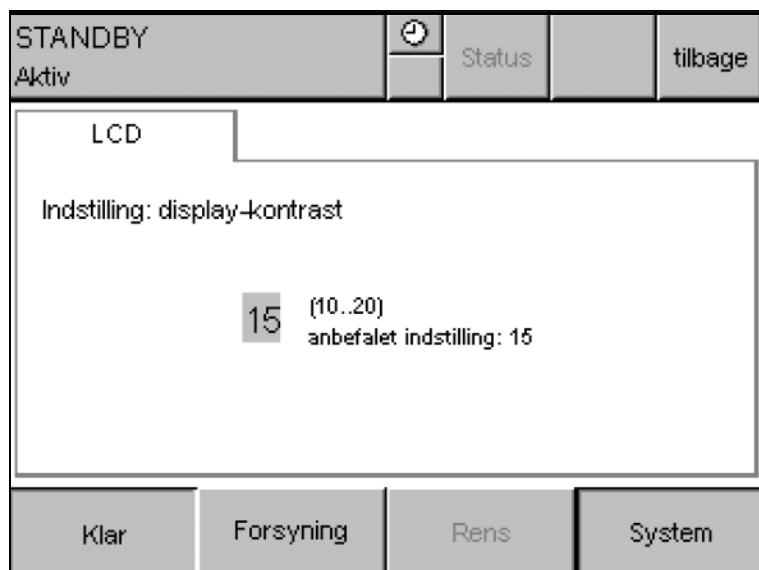 STANDBY
Aktiv
Status
tilbage
LCD
Indstilling: display-kontrast
15
(10..20)
anbefalet indstilling: 15
Klar
Forsyning
Rens
System